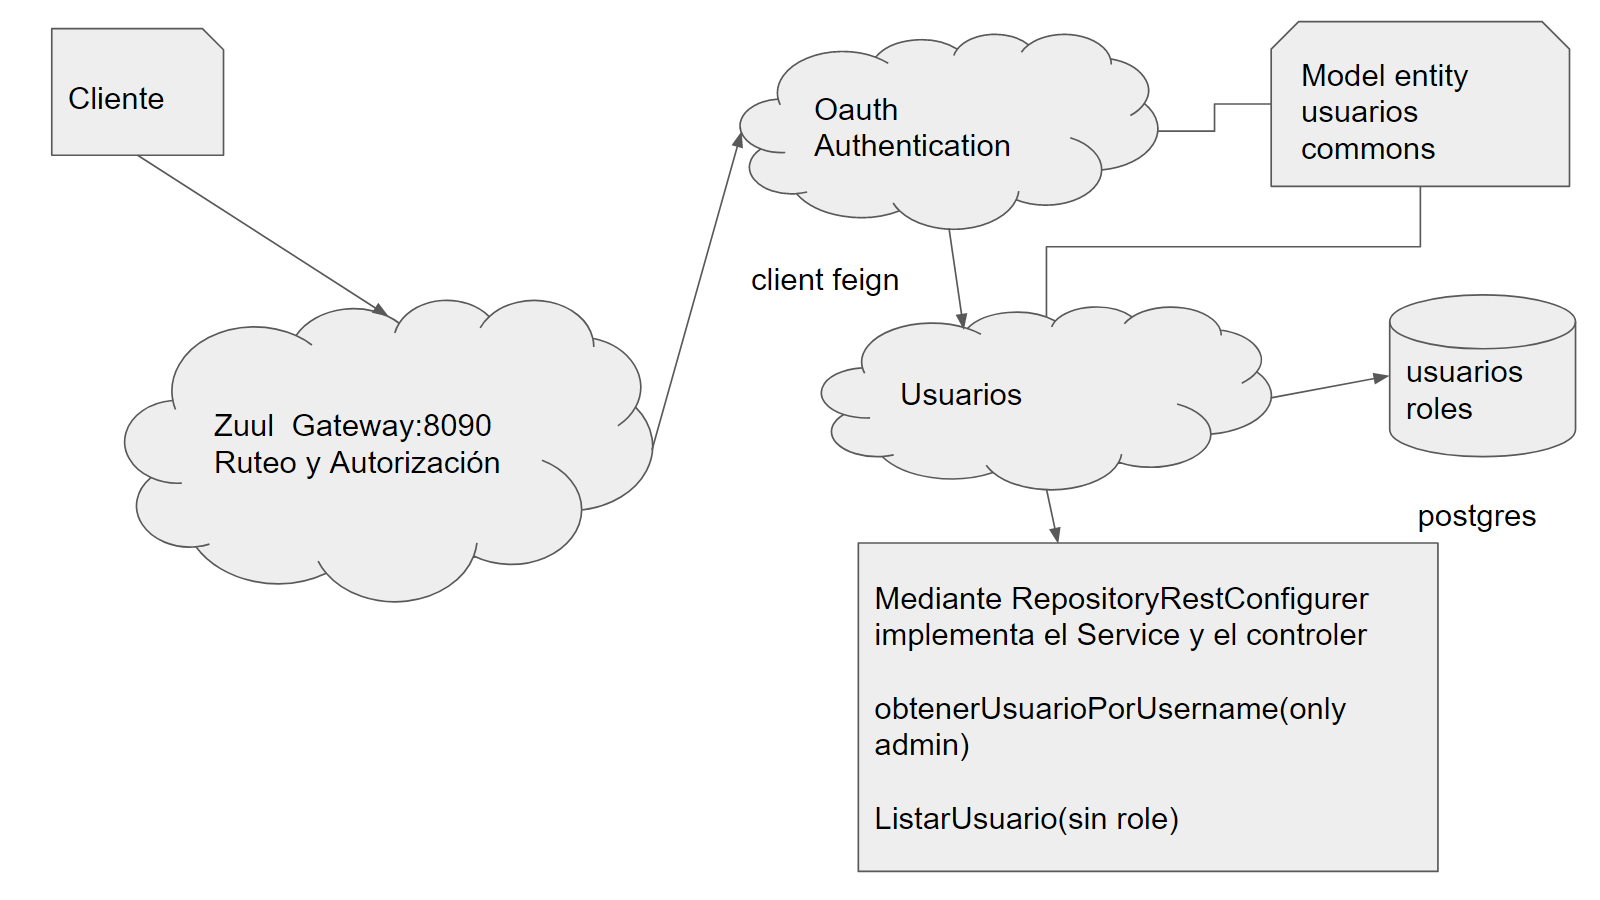 Cliente
Oauth
Authentication
Model entity
usuarios
commons
client feign
Zuul  Gateway:8090
Ruteo y Autorización
Usuarios
usuarios
roles
postgres
Mediante RepositoryRestConfigurer
implementa el Service y el controler
obtenerUsuarioPorUsername(only
admin)
ListarUsuario(sin role)